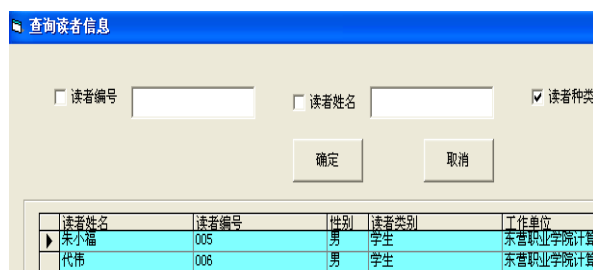 查询读者信息
读者编号 读者姓名 读者种类
确定 取消
读者姓名 读者编号 性别 读者类别 工作单位
朱小福 005 男 学生 东营职业学院计
代伟 006 男 学生 东营职业学院计